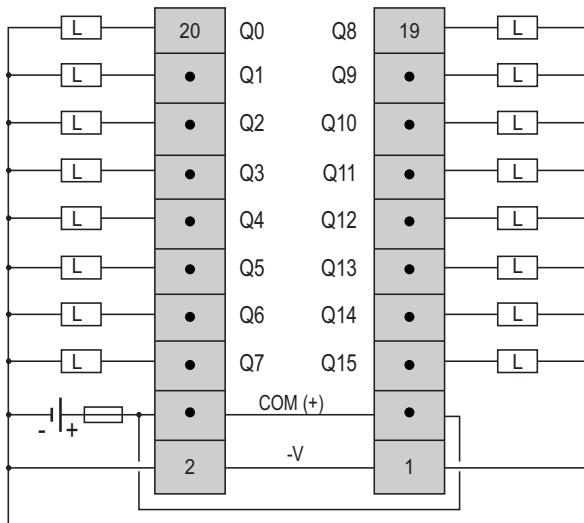 L 20 Q0 Q8 19 L
L Q1 Q9 L
L Q2 Q10 L
L Q3 Q11 L
L Q4 Q12 L
L Q5 Q13 L
L Q6 Q14 L
L Q7 Q15 L
COM (+)
- +
2 -V 1